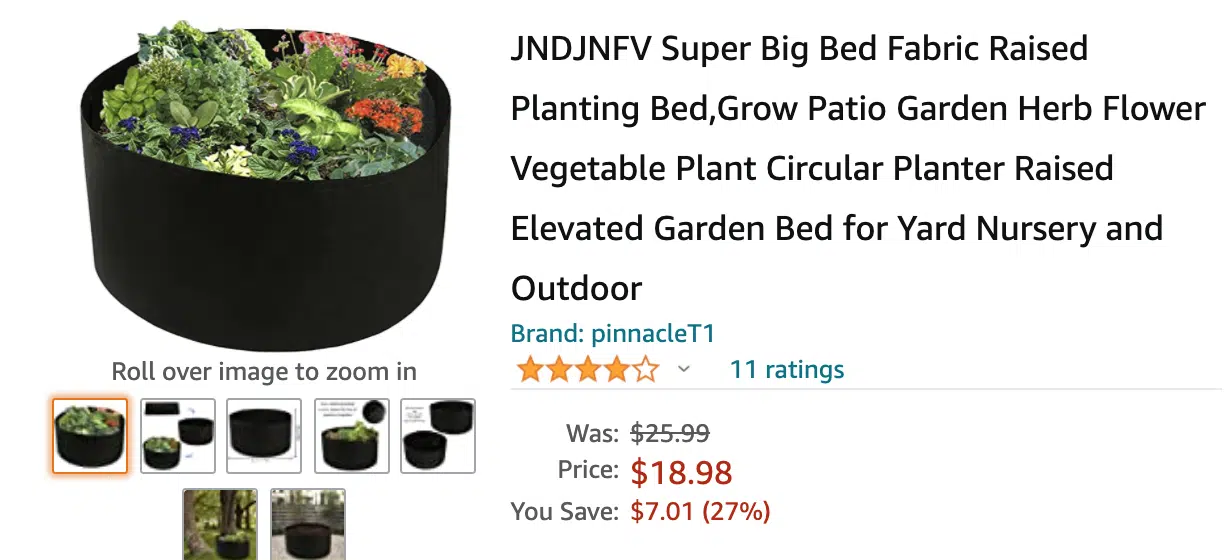 JNDJNFV Super Big Bed Fabric Raised
Planting Bed,Grow Patio Garden Herb Flower
Vegetable Plant Circular Planter Raised
Elevated Garden Bed for Yard Nursery and
Outdoor
Brand: pinnacleT1
11 ratings
Roll over image to zoom in
Was: $25.99
Price: $18.98
You Save: $7.01 (27%)